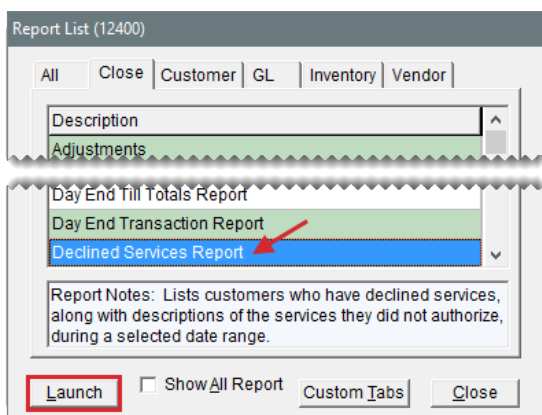 Report List (12400)
All Close Customer GL Inventory Vendor
Description
Adjustments
Day End Till Totals Report
Day End Transaction Report
Declined Services Report
Report Notes: Lists customers who have declined services,
along with descriptions of the services they did not authorize,
during a selected date range.
Launch Show All Report Custom Tabs Close